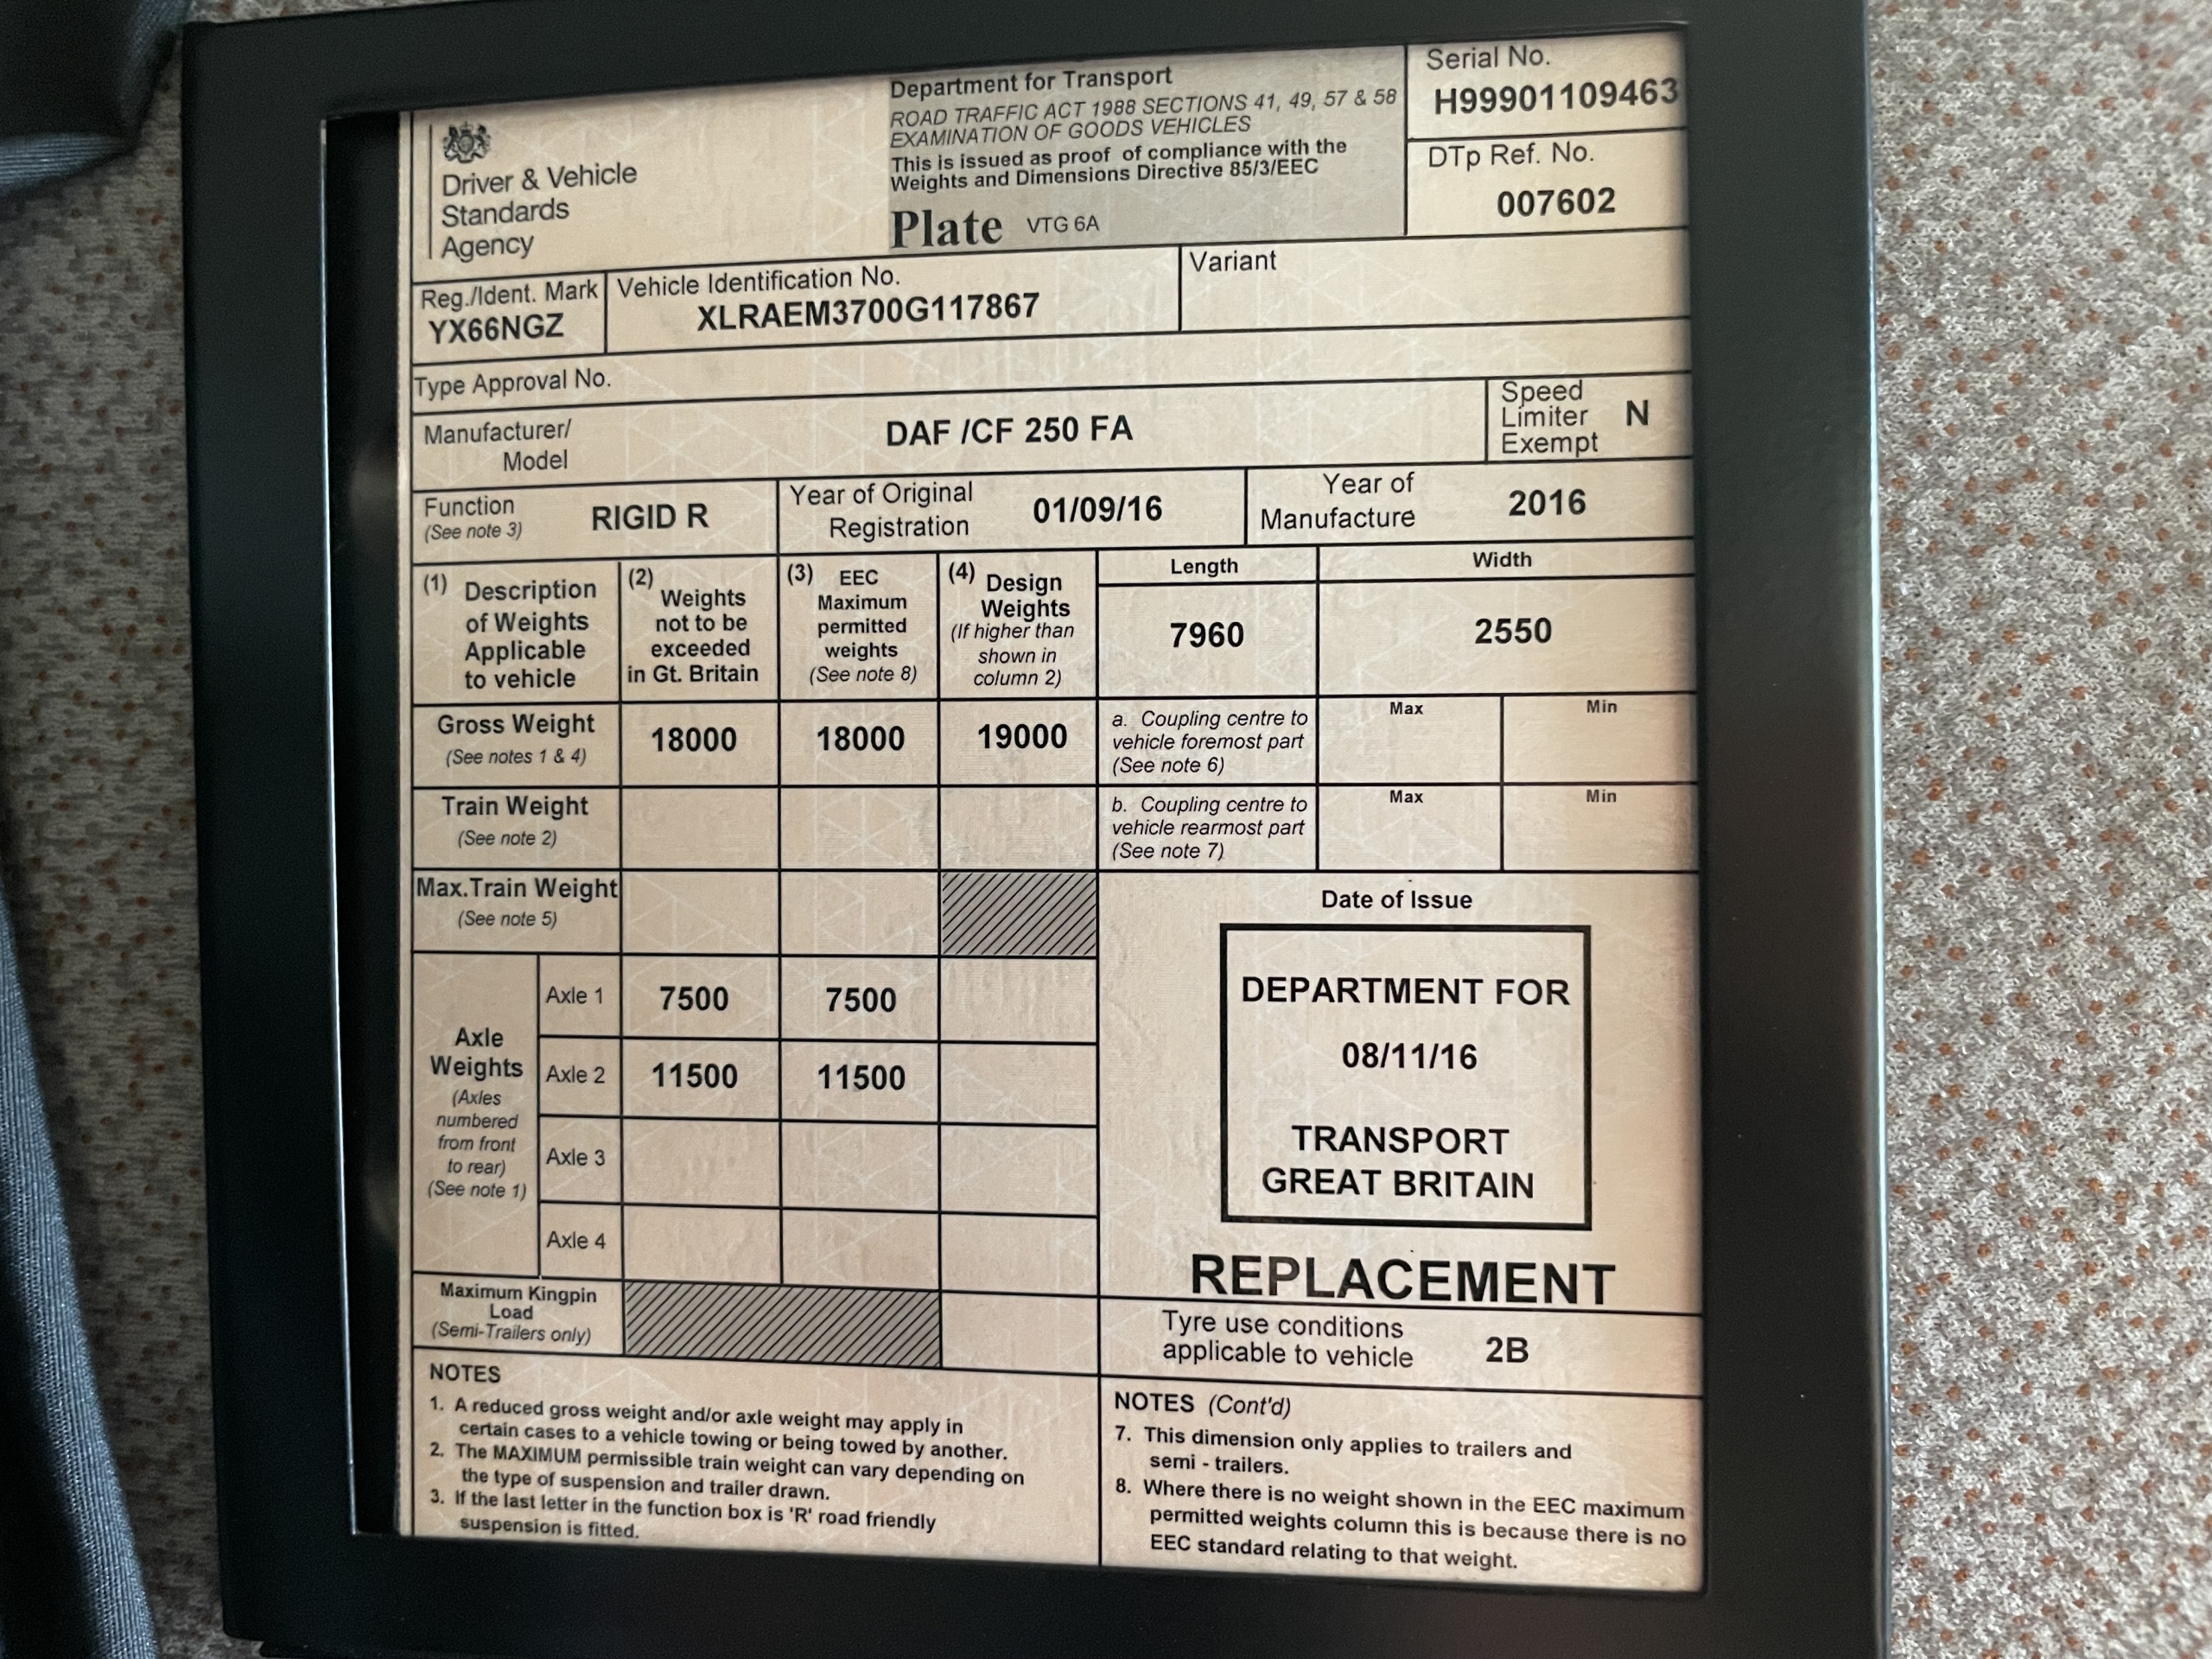 Driver & Vehicle
Standards
Agency
Department for Transport
ROAD TRAFFIC ACT 1988 SECTIONS 41, 49, 57 & 58
EXAMINATION OF GOODS VEHICLES
This is issued as proof of compliance with the
Weights and Dimensions Directive 85/3/EEC
Plate VTG 6A
Serial No.
H99901109463
DTp Ref. No.
007602
Reg./Ident. Mark
YX66NGZ
Vehicle Identification No.
XLRAEM3700G117867
Variant
Type Approval No.
Manufacturer/
Model
DAF /CF 250 FA
Speed
Limiter
Exempt
N
Function
(See note 3)
RIGID R
Year of Original
Registration
01/09/16
Year of
Manufacture
2016
(1) Description
of Weights
Applicable
to vehicle
(2) Weights
not to be
exceeded
in Gt. Britain
(3) EEC
Maximum
permitted
weights
(See note 8)
(4) Design
Weights
(If higher than
shown in
column 2)
Length
7960
Width
2550
Gross Weight
(See notes 1 & 4)
18000
18000
19000
a. Coupling centre to
vehicle foremost part
(See note 6)
Max
Min
Train Weight
(See note 2)
b. Coupling centre to
vehicle rearmost part
(See note 7)
Max
Min
Max.Train Weight
(See note 5)
Axle
Weights
(Axles
numbered
from front
to rear)
(See note 1)
Axle 1
7500
7500
Axle 2
11500
11500
Axle 3
Axle 4
Maximum Kingpin
Load
(Semi-Trailers only)
Date of Issue
DEPARTMENT FOR
08/11/16
TRANSPORT
GREAT BRITAIN
REPLACEMENT
Tyre use conditions
applicable to vehicle
2B
NOTES
1. A reduced gross weight and/or axle weight may apply in
certain cases to a vehicle towing or being towed by another.
2. The MAXIMUM permissible train weight can vary depending on
the type of suspension and trailer drawn.
3. If the last letter in the function box is 'R' road friendly
suspension is fitted.
NOTES (Cont'd)
7. This dimension only applies to trailers and
semi - trailers.
8. Where there is no weight shown in the EEC maximum
permitted weights column this is because there is no
EEC standard relating to that weight.